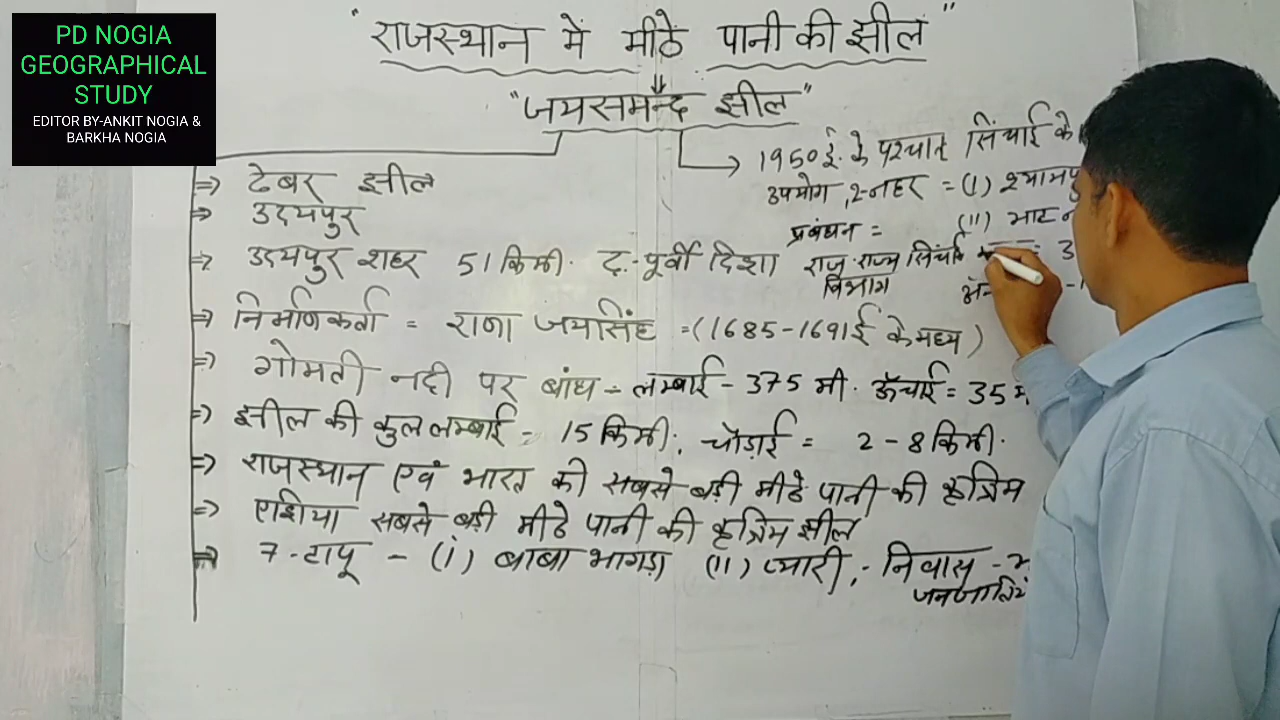 PD NOGIA
GEOGRAPHICAL
STUDY
EDITOR BY-ANKIT NOGIA &
BARKHA NOGIA
"राजस्थान में मीठे पानी की झील"
"जयसमन्द झील"
→ 1950 ई. के पश्चात सिंचाई के
उपयोग, 2-नहर = (I) श्यामपु
(II) भाट
प्रबंधन =
राज. राज्य सिंचाई
विभाग
⇒ ढेबर झील
⇒ उदयपुर
⇒ उदयपुर शहर 51 किमी. द.-पूर्वी दिशा
⇒ निर्माणकर्ता = राणा जयसिंह = (1685-1691ई के मध्य)
⇒ गोमती नदी पर बांध - लम्बाई - 375 मी. ऊँचाई = 35 म
⇒ झील की कुल लम्बाई - 15 किमी. चौड़ाई = 2-8 किमी.
⇒ राजस्थान एवं भारत की सबसे बड़ी मीठे पानी की कृत्रिम
⇒ एशिया सबसे बड़ी मीठे पानी की कृत्रिम झील
⇒ 7-टापू - (i) बाबा भागड़ा (II) प्यारी, - निवास -
जनजातियां